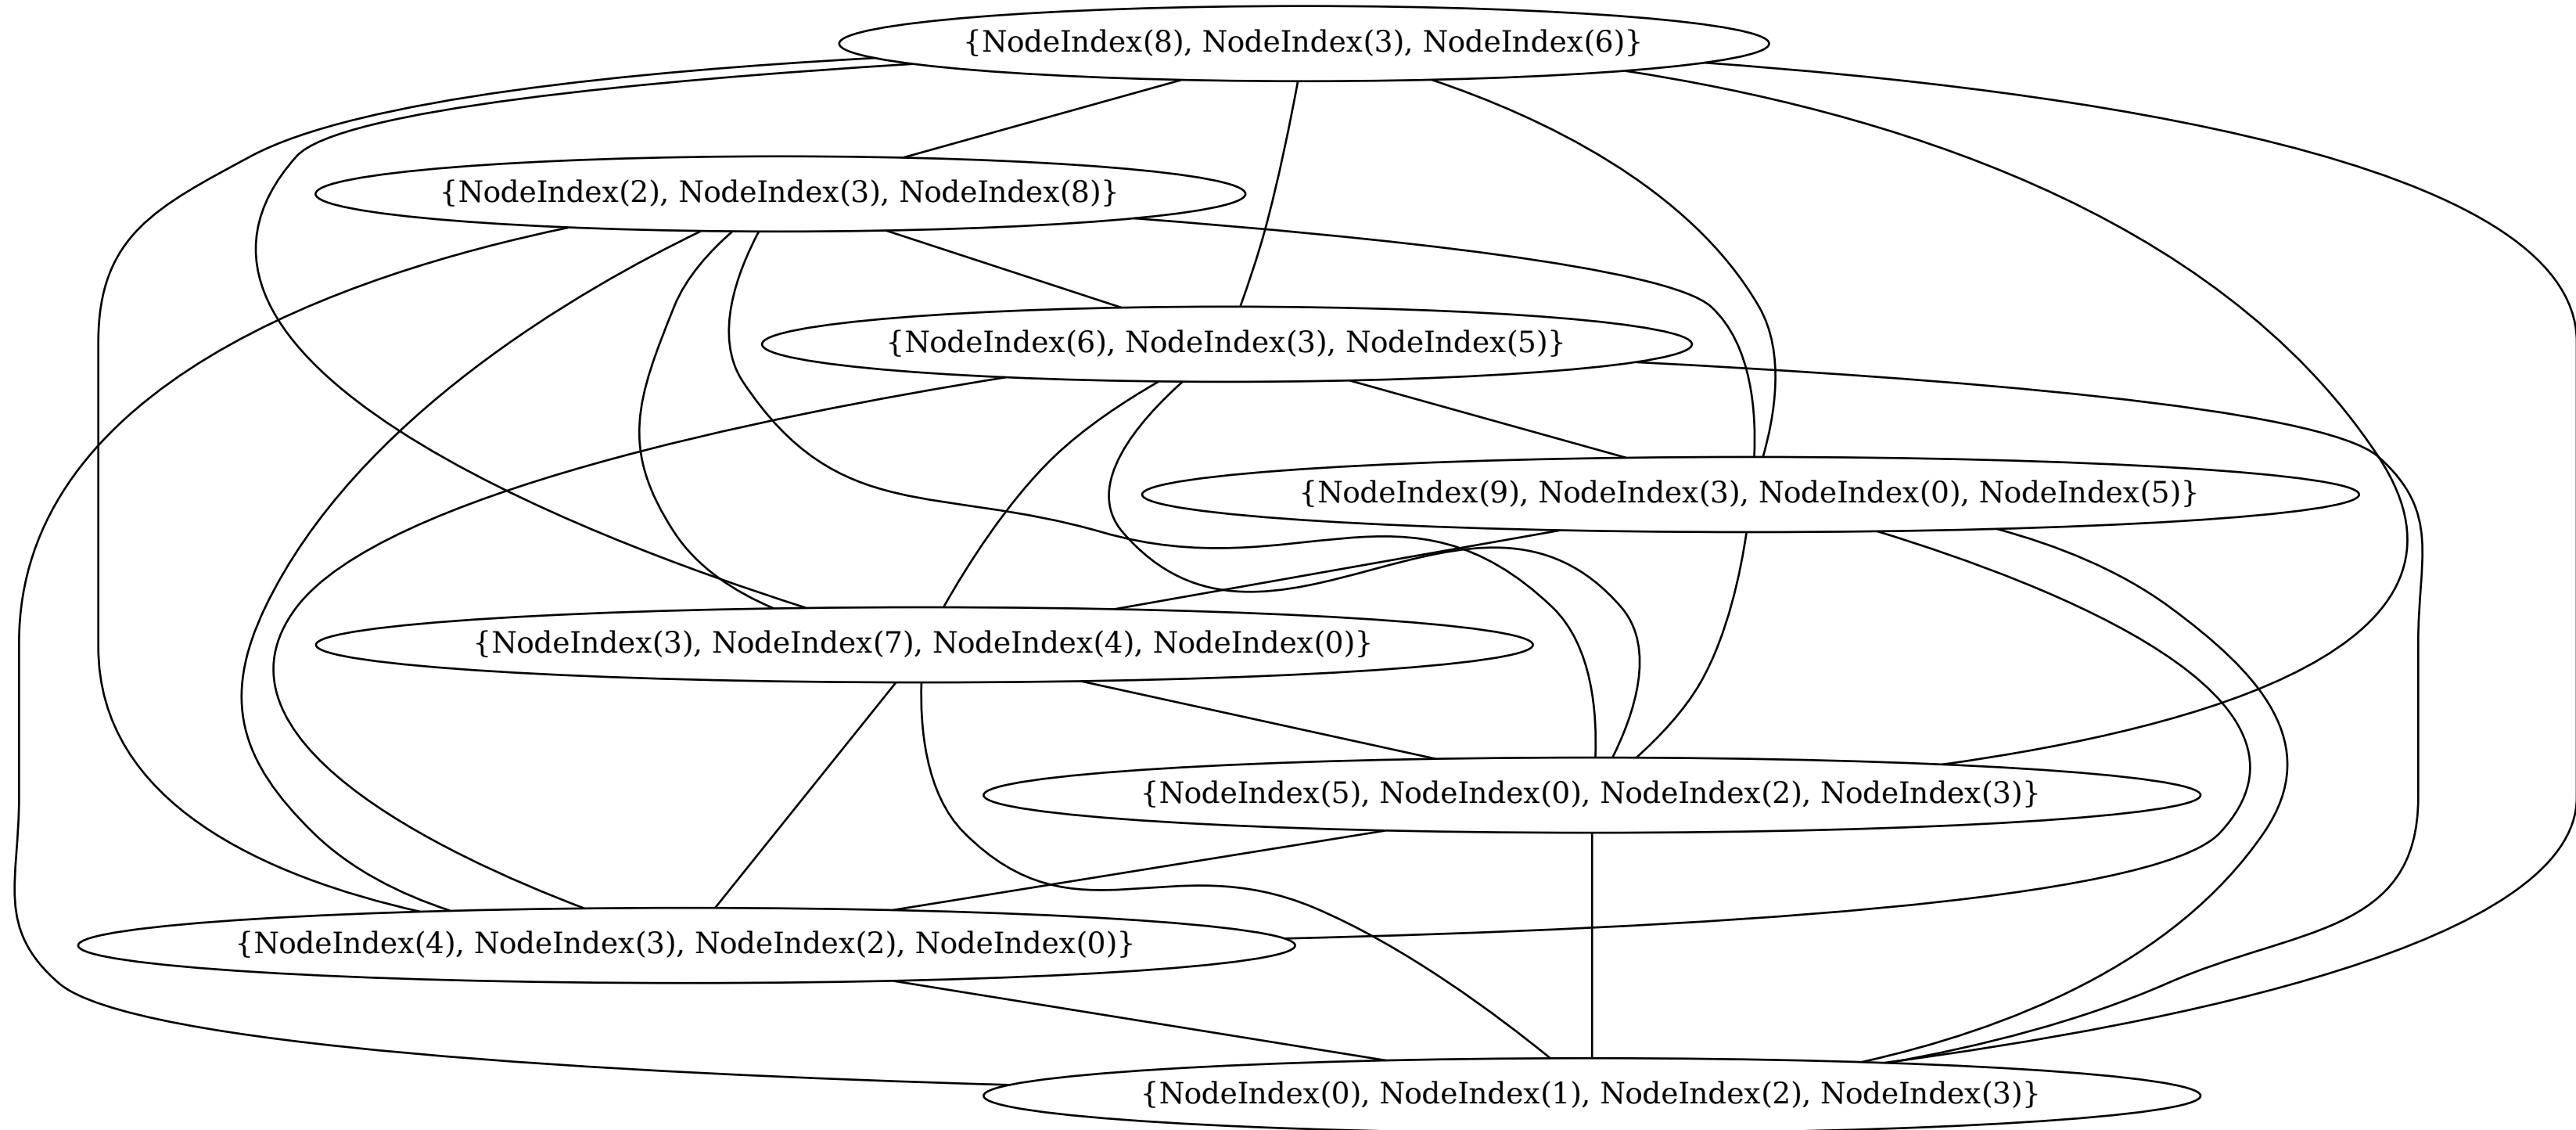 {NodeIndex(8), NodeIndex(3), NodeIndex(6)}
{NodeIndex(2), NodeIndex(3), NodeIndex(8)}
{NodeIndex(6), NodeIndex(3), NodeIndex(5)}
{NodeIndex(9), NodeIndex(3), NodeIndex(0), NodeIndex(5)}
{NodeIndex(3), NodeIndex(7), NodeIndex(4), NodeIndex(0)}
{NodeIndex(5), NodeIndex(0), NodeIndex(2), NodeIndex(3)}
{NodeIndex(4), NodeIndex(3), NodeIndex(2), NodeIndex(0)}
{NodeIndex(0), NodeIndex(1), NodeIndex(2), NodeIndex(3)}